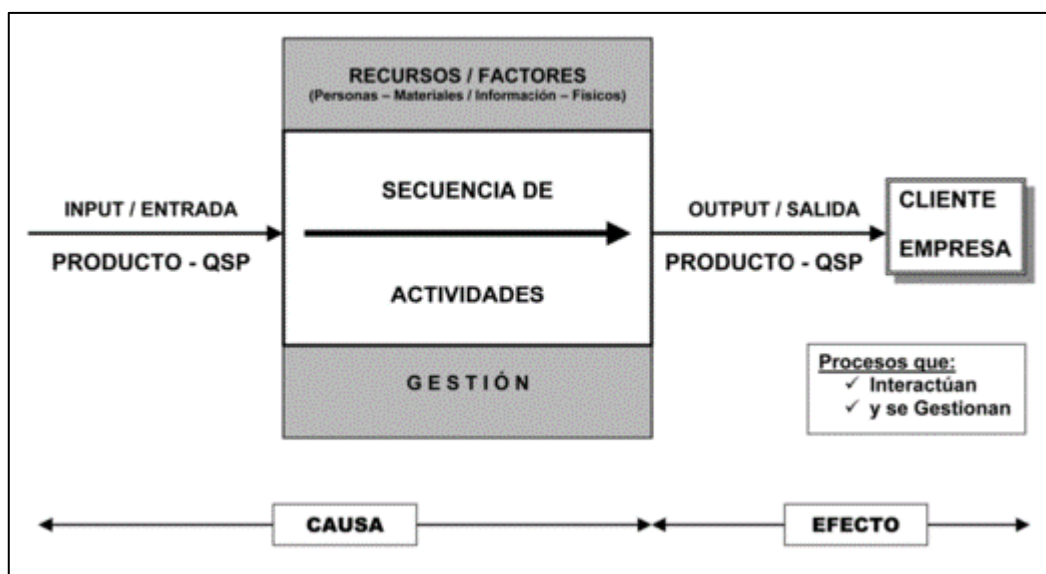 RECURSOS / FACTORES
(Personas – Materiales / Información – Físicos)
INPUT / ENTRADA
PRODUCTO - QSP
SECUENCIA DE
ACTIVIDADES
OUTPUT / SALIDA
PRODUCTO - QSP
CLIENTE
EMPRESA
GESTIÓN
Procesos que:
✓ Interactúan
✓ y se Gestionan
CAUSA
EFECTO